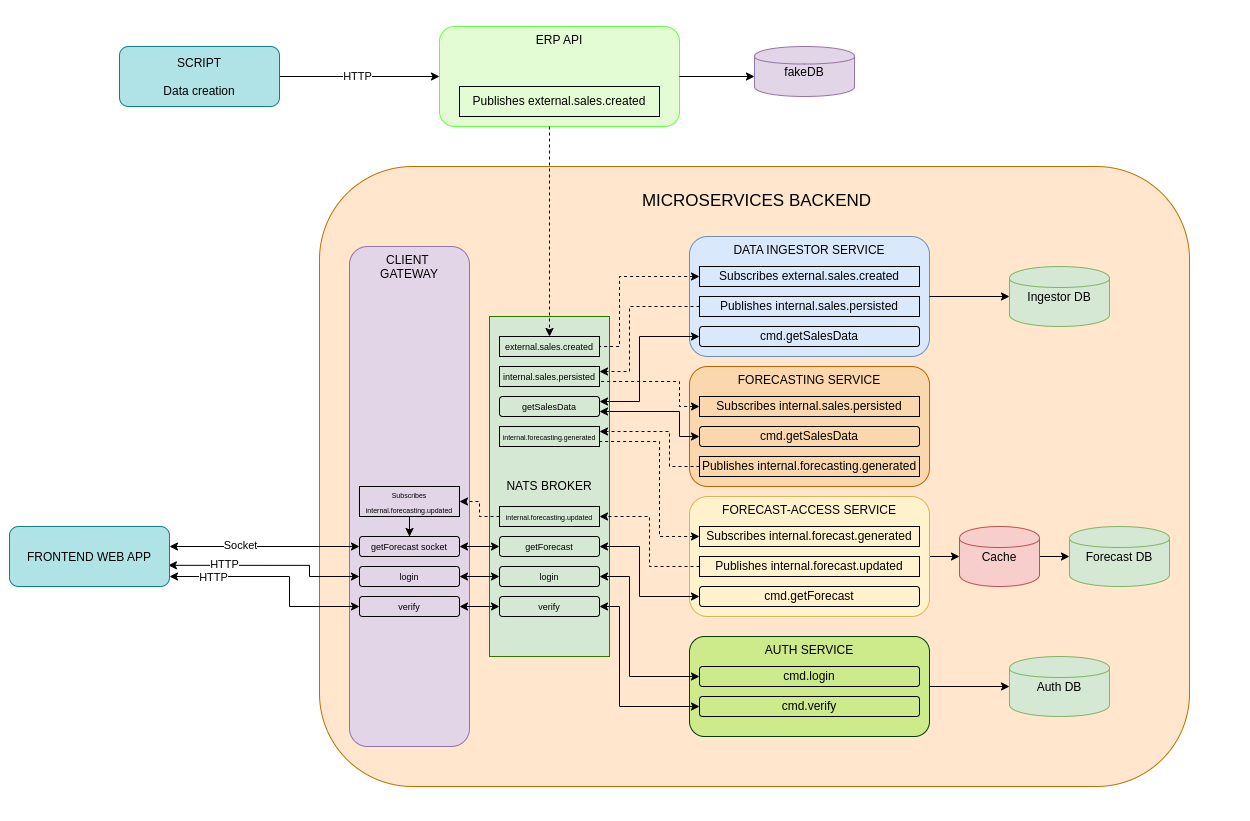 SCRIPT
Data creation
HTTP
ERP API
Publishes external.sales.created
fakeDB
MICROSERVICES BACKEND
CLIENT
GATEWAY
Subscribes
internal.forecasting.updated
getForecast socket
login
verify
external.sales.created
internal.sales.persisted
getSalesData
internal.forecasting.generated
NATS BROKER
internal.forecasting.updated
getForecast
login
verify
DATA INGESTOR SERVICE
Subscribes external.sales.created
Publishes internal.sales.persisted
cmd.getSalesData
Ingestor DB
FORECASTING SERVICE
Subscribes internal.sales.persisted
cmd.getSalesData
Publishes internal.forecasting.generated
FORECAST-ACCESS SERVICE
Subscribes internal.forecast.generated
Publishes internal.forecast.updated
cmd.getForecast
Cache
Forecast DB
AUTH SERVICE
cmd.login
cmd.verify
Auth DB
FRONTEND WEB APP
Socket
HTTP
HTTP